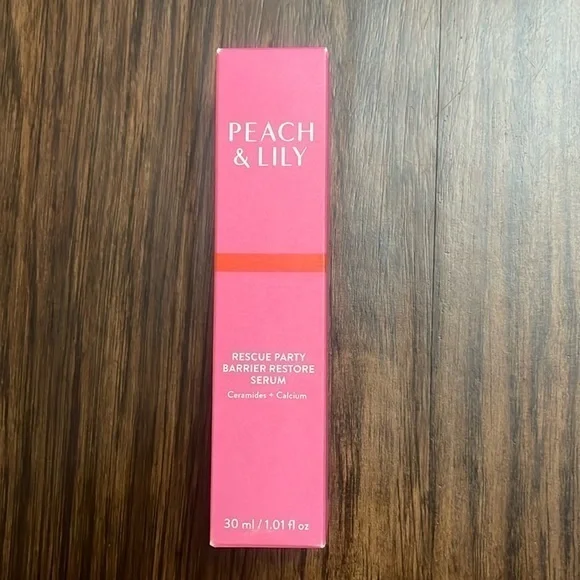 PEACH
& LILY
RESCUE PARTY
BARRIER RESTORE
SERUM
Ceramides + Calcium
30 ml / 1.01 fl oz